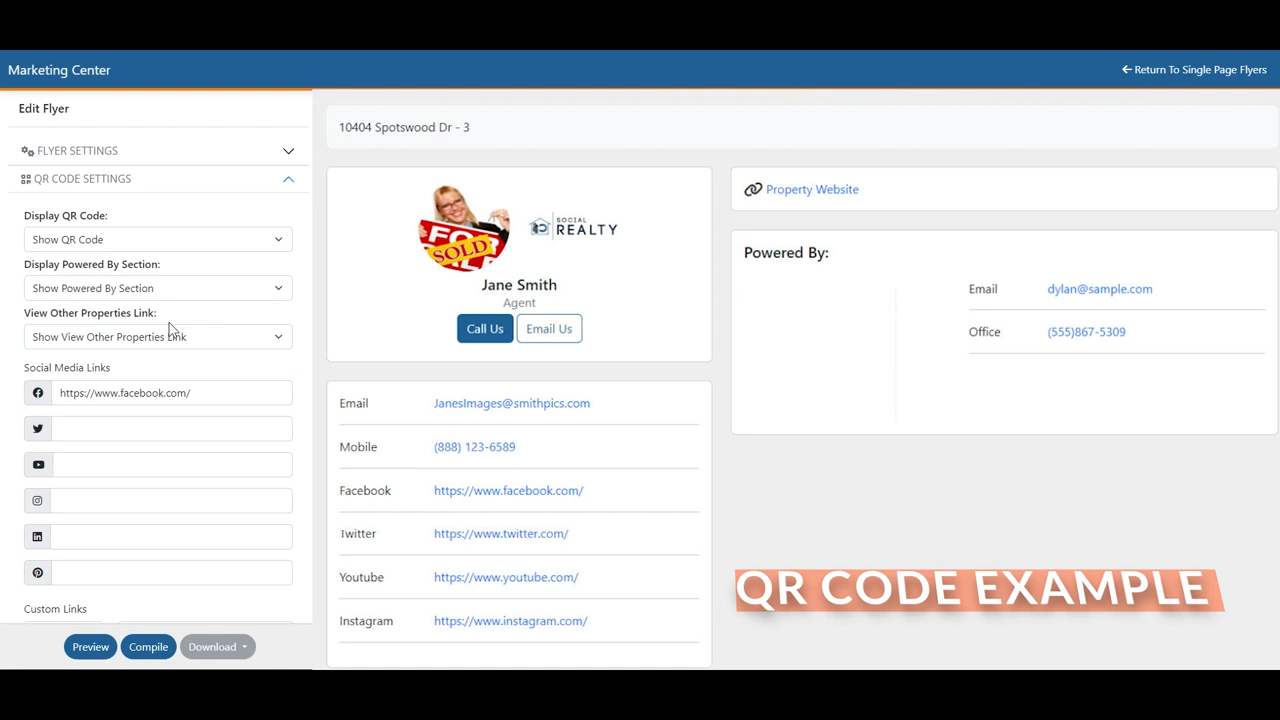 Marketing Center
Return To Single Page Flyers
Edit Flyer
FLYER SETTINGS
QR CODE SETTINGS
Display QR Code:
Show QR Code
Display Powered By Section:
Show Powered By Section
View Other Properties Link:
Show View Other Properties Link
Social Media Links
https://www.facebook.com/
Custom Links
Preview
Compile
Download
10404 Spotswood Dr - 3
FOR
SOLD
SOCIAL
REALTY
Jane Smith
Agent
Call Us
Email Us
Email JanesImages@smithpics.com
Mobile (888) 123-6589
Facebook https://www.facebook.com/
Twitter https://www.twitter.com/
Youtube https://www.youtube.com/
Instagram https://www.instagram.com/
Property Website
Powered By:
Email dylan@sample.com
Office (555)867-5309
QR CODE EXAMPLE